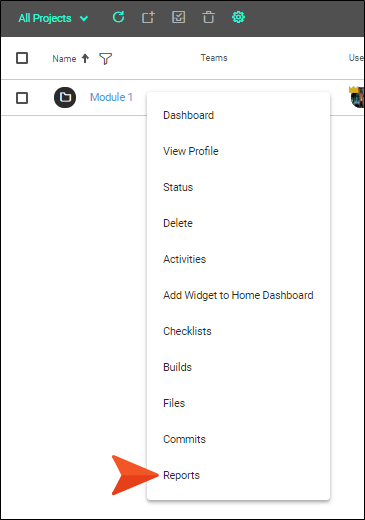 All Projects
Name Teams Use
Module 1
Dashboard
View Profile
Status
Delete
Activities
Add Widget to Home Dashboard
Checklists
Builds
Files
Commits
Reports